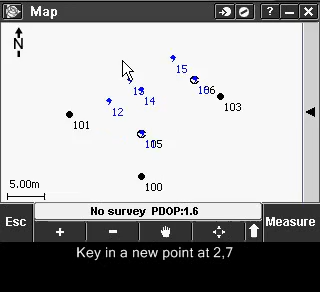 Map
? − ×
N
15
13
14
106
103
12
101
105
100
5.00m
Esc
No survey PDOP:1.6
Measure
+ −
Key in a new point at 2,7